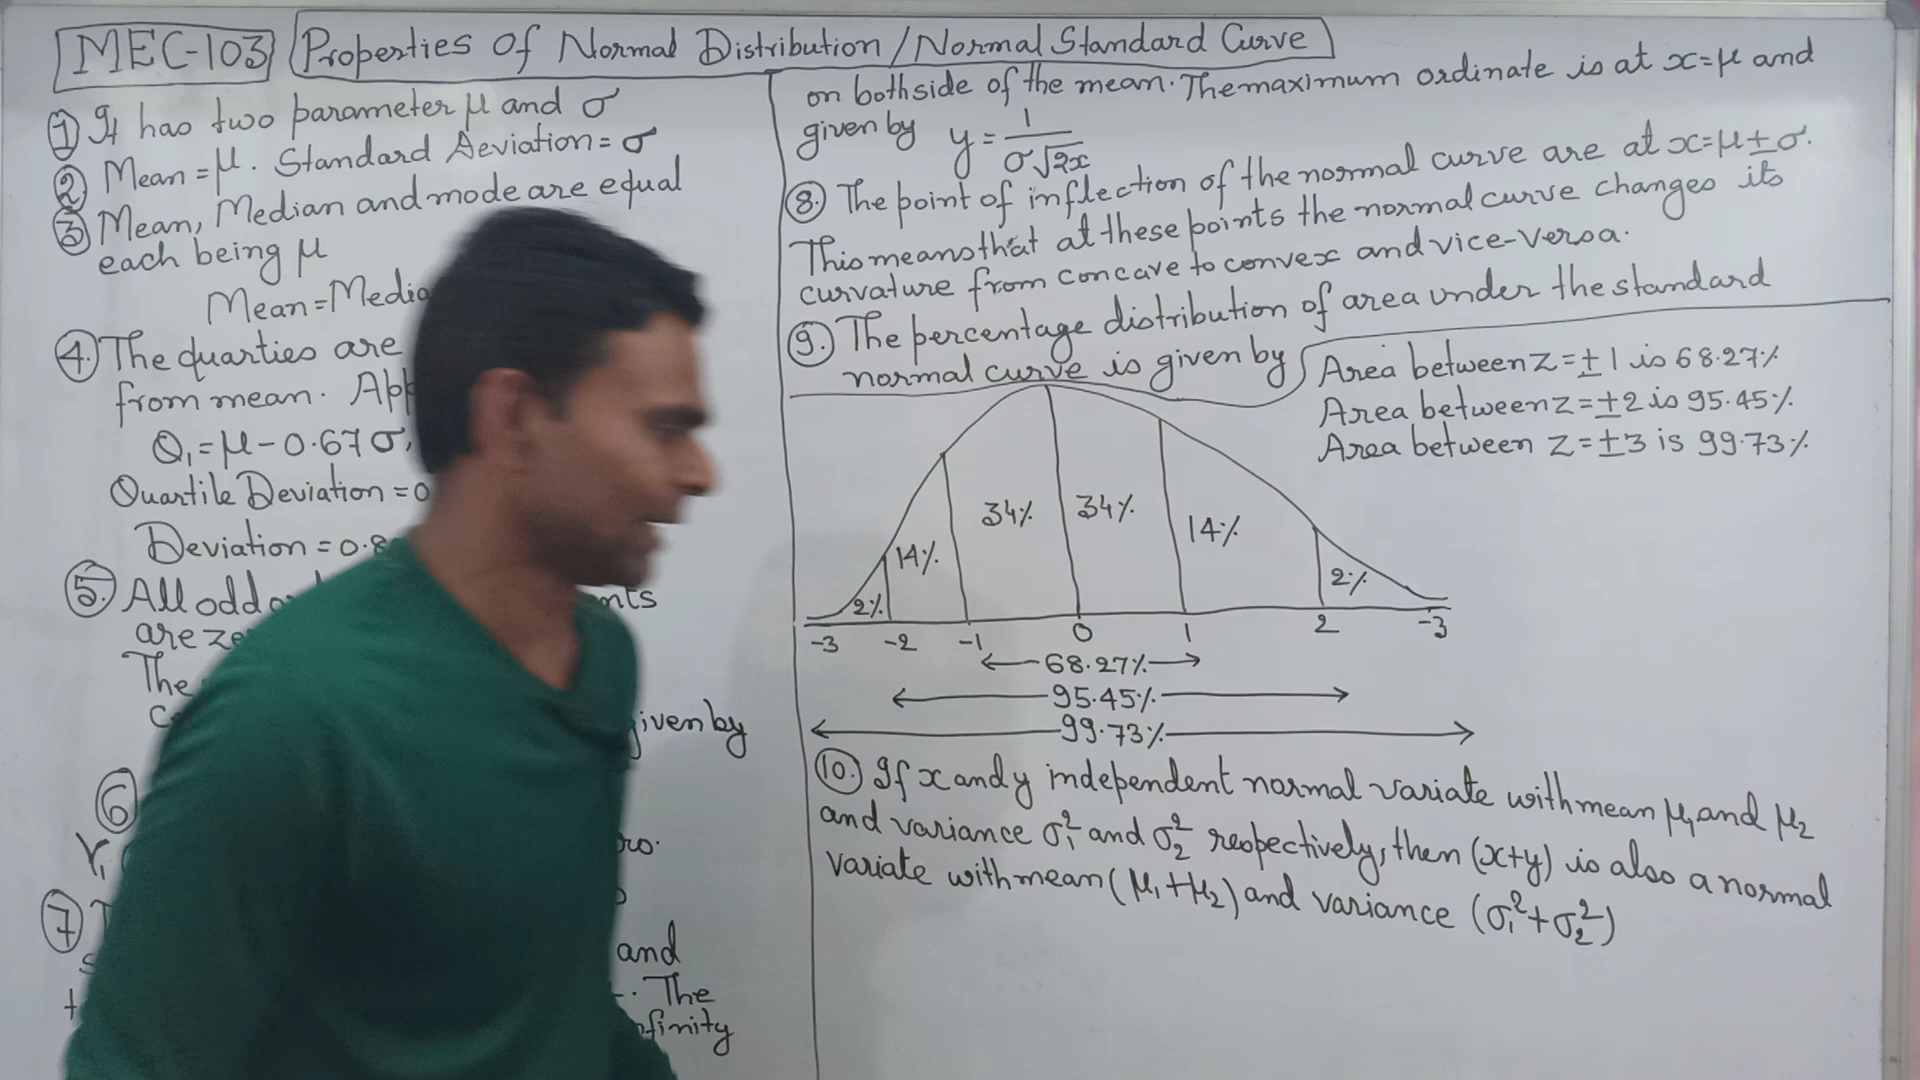 MEC-103 Properties Of Normal Distribution / Normal Standard Curve
① It has two parameter μ and σ
② Mean = μ. Standard Deviation = σ
③ Mean, Median and mode are equal
each being μ
Mean = Media
④ The quarties are
from mean. App
Q₁ = μ - 0.67σ,
Quartile Deviation = 0
Deviation = 0.8
⑤ All odd nts
are ze
The
iven by
⑥
ro.
⑦
and
. The
finity
on bothside of the mean. The maximum ordinate is at x = μ and
given by y = 1/σ√2x
⑧ The point of inflection of the normal curve are at x = μ ± σ.
This means that at these points the normal curve changes its
curvature from concave to convex and vice-versa.
⑨ The percentage distribution of area under the standard
normal curve is given by
Area between z = ±1 is 68.27%
Area between z = ±2 is 95.45%
Area between z = ±3 is 99.73%
34% 34%
14% 14%
2% 2%
-3 -2 -1 0 1 2 -3
68.27%
95.45%
99.73%
⑩ If x and y independent normal variate with mean μ₁ and μ₂
and variance σ₁² and σ₂² respectively, then (x+y) is also a normal
variate with mean (μ₁+μ₂) and variance (σ₁²+σ₂²)